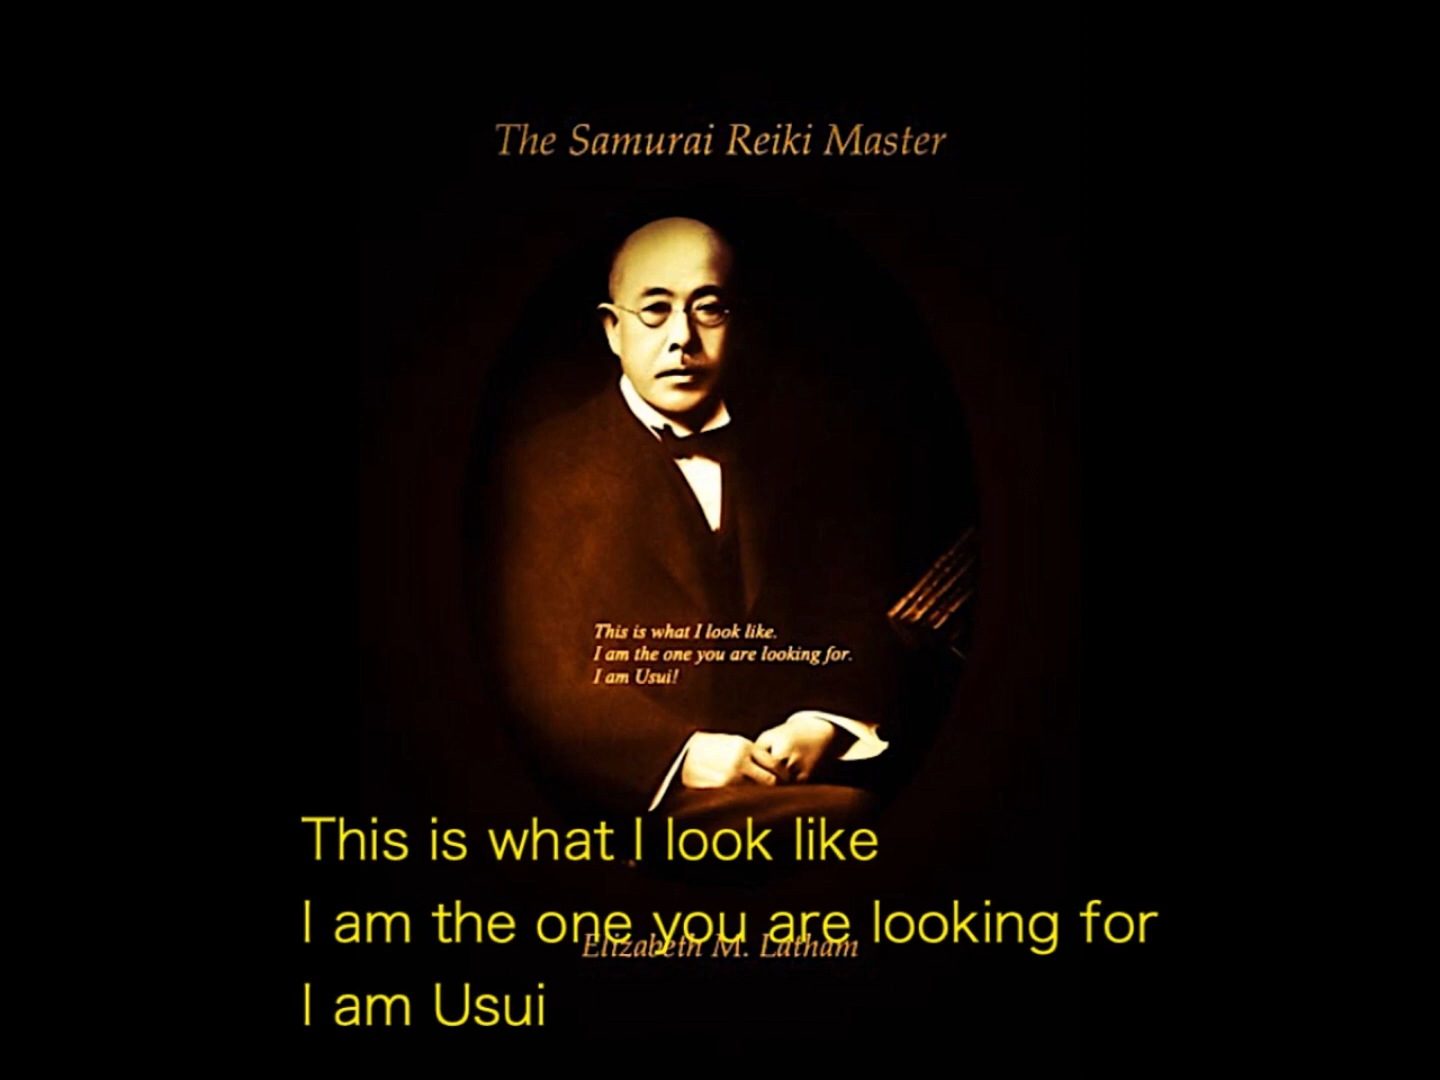 The Samurai Reiki Master
This is what I look like.
I am the one you are looking for.
I am Usui!
This is what I look like
I am the one you are looking for
Elizabeth M. Latham
I am Usui